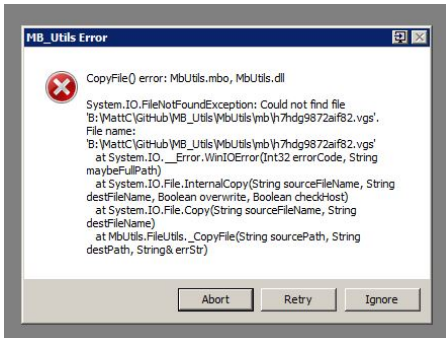 MB_Utils Error
CopyFile() error: MbUtils.mbo, MbUtils.dll
System.IO.FileNotFoundException: Could not find file
'B:\MattC\GitHub\MB_Utils\MbUtils\mb\h7hdg9872aif82.vgs'.
File name:
'B:\MattC\GitHub\MB_Utils\MbUtils\mb\h7hdg9872aif82.vgs'
at System.IO.__Error.WinIOError(Int32 errorCode, String
maybeFullPath)
at System.IO.File.InternalCopy(String sourceFileName, String
destFileName, Boolean overwrite, Boolean checkHost)
at System.IO.File.Copy(String sourceFileName, String
destFileName)
at MbUtils.FileUtils._CopyFile(String sourcePath, String
destPath, String& errStr)
Abort Retry Ignore